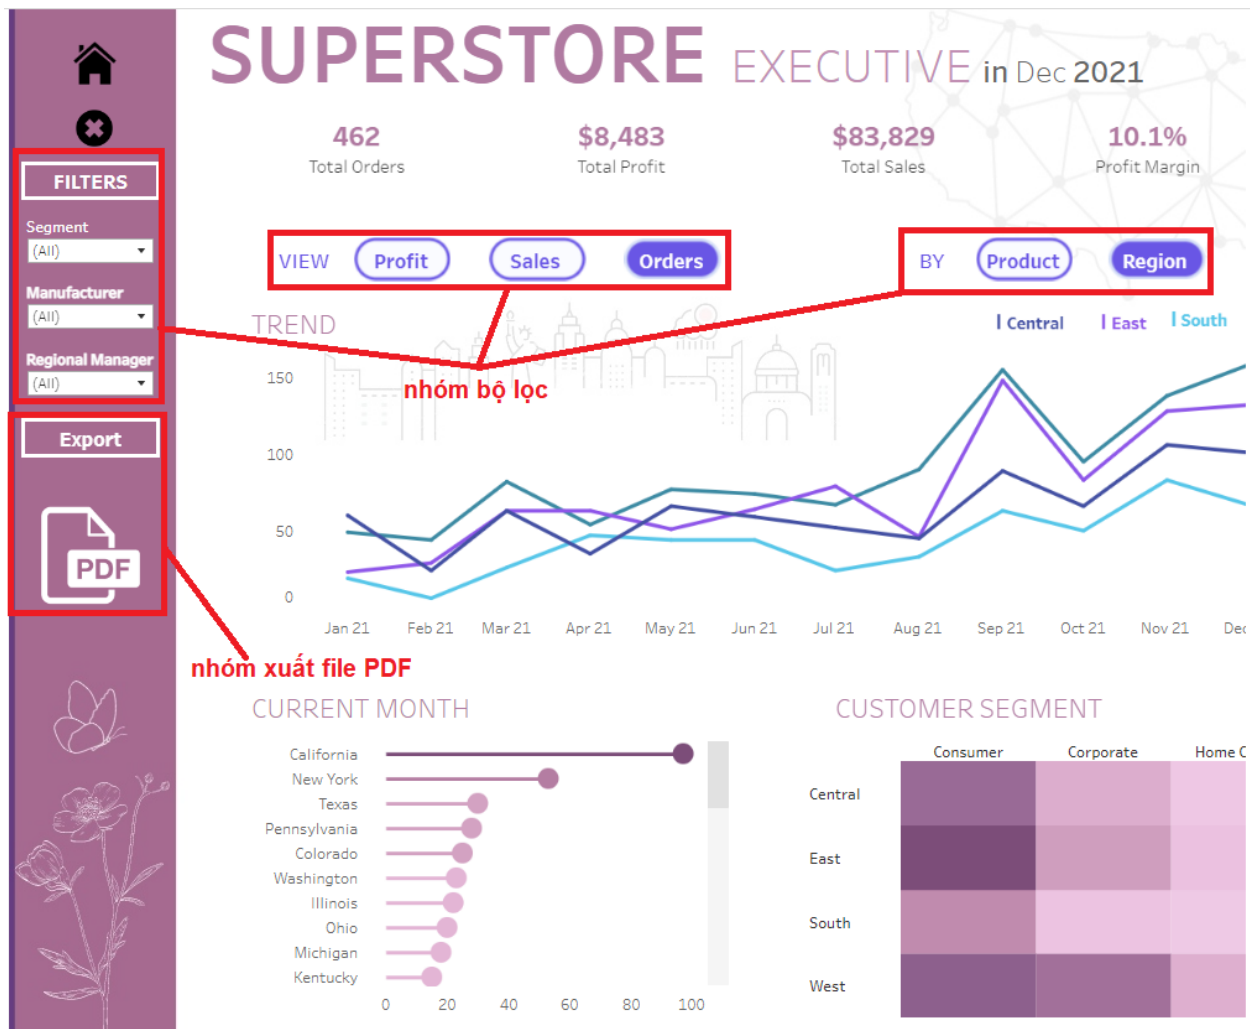 SUPERSTORE EXECUTIVE in Dec 2021
462
Total Orders
$8,483
Total Profit
$83,829
Total Sales
10.1%
Profit Margin
FILTERS
Segment
(All)
Manufacturer
(All)
Regional Manager
(All)
Export
PDF
VIEW Profit Sales Orders
BY Product Region
nhóm bộ lọc
nhóm xuất file PDF
TREND
Central East South
150
100
50
0
Jan 21 Feb 21 Mar 21 Apr 21 May 21 Jun 21 Jul 21 Aug 21 Sep 21 Oct 21 Nov 21 Dec
CURRENT MONTH
California
New York
Texas
Pennsylvania
Colorado
Washington
Illinois
Ohio
Michigan
Kentucky
0 20 40 60 80 100
CUSTOMER SEGMENT
Consumer Corporate Home C
Central
East
South
West